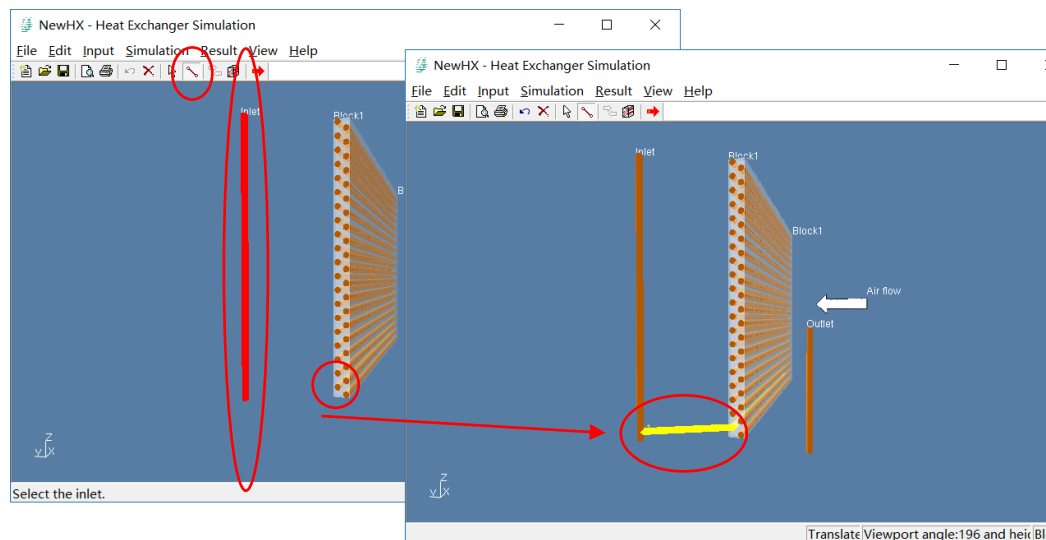 NewHX - Heat Exchanger Simulation
File Edit Input Simulation Result View Help
Inlet
Block1
B
Z
y x
Select the inlet.
NewHX - Heat Exchanger Simulation
File Edit Input Simulation Result View Help
Inlet
Block1
Block1
Air flow
Outlet
Z
y x
Translate Viewport angle:196 and heic Bl